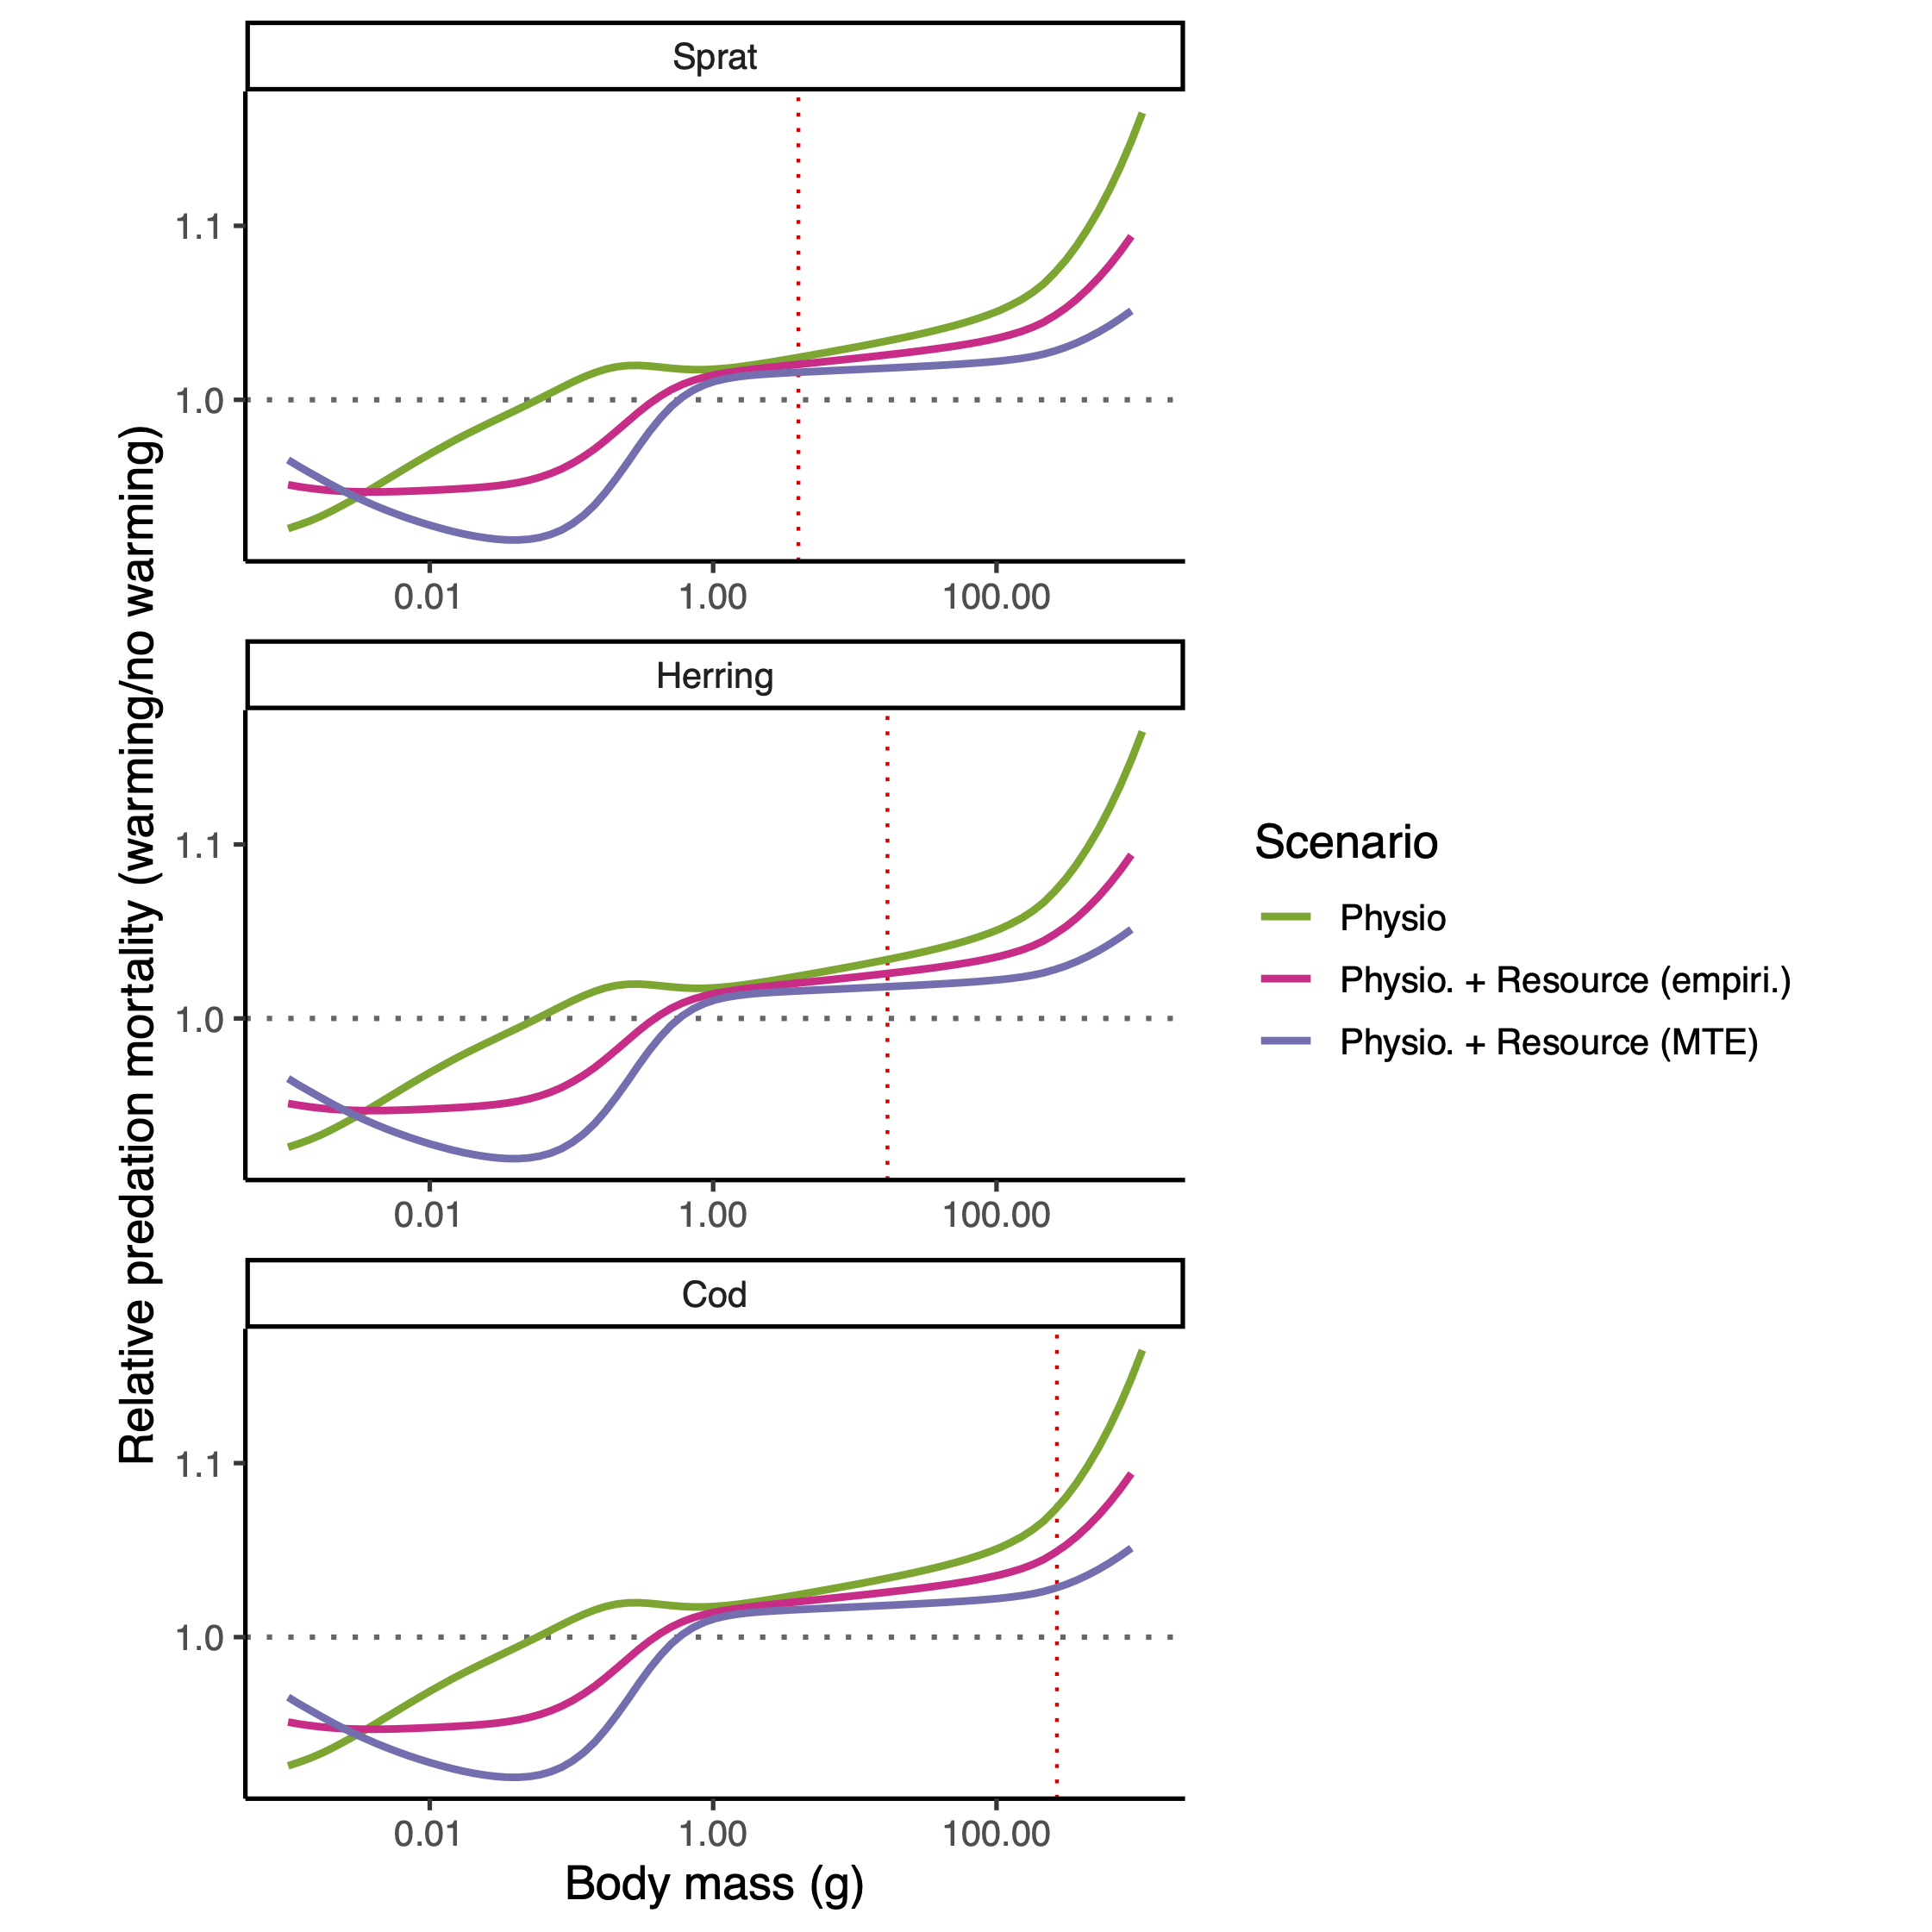 Relative predation mortality (warming/no warming)
Sprat
1.1
1.0
0.01
1.00
100.00
Herring
1.1
1.0
0.01
1.00
100.00
Cod
1.1
1.0
0.01
1.00
100.00
Body mass (g)
Scenario
Physio
Physio. + Resource (empiri.)
Physio. + Resource (MTE)